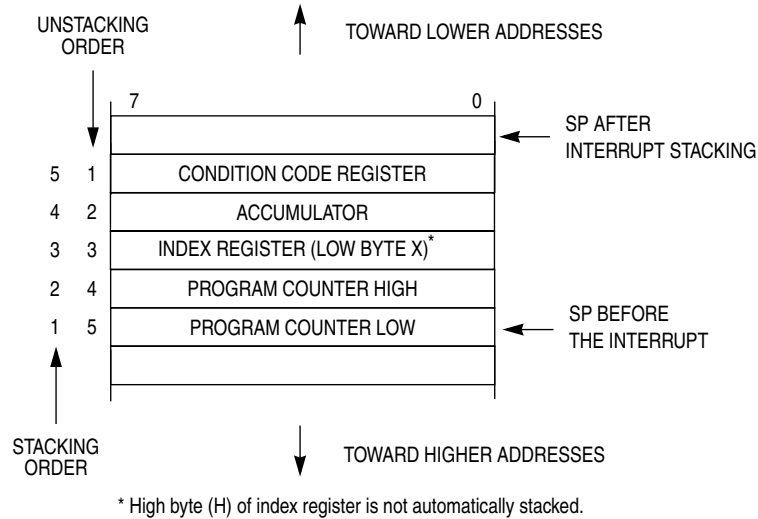 UNSTACKING
ORDER
TOWARD LOWER ADDRESSES
7 0
SP AFTER
INTERRUPT STACKING
5 1 CONDITION CODE REGISTER
4 2 ACCUMULATOR
3 3 INDEX REGISTER (LOW BYTE X)*
2 4 PROGRAM COUNTER HIGH
1 5 PROGRAM COUNTER LOW
SP BEFORE
THE INTERRUPT
STACKING
ORDER
TOWARD HIGHER ADDRESSES
* High byte (H) of index register is not automatically stacked.